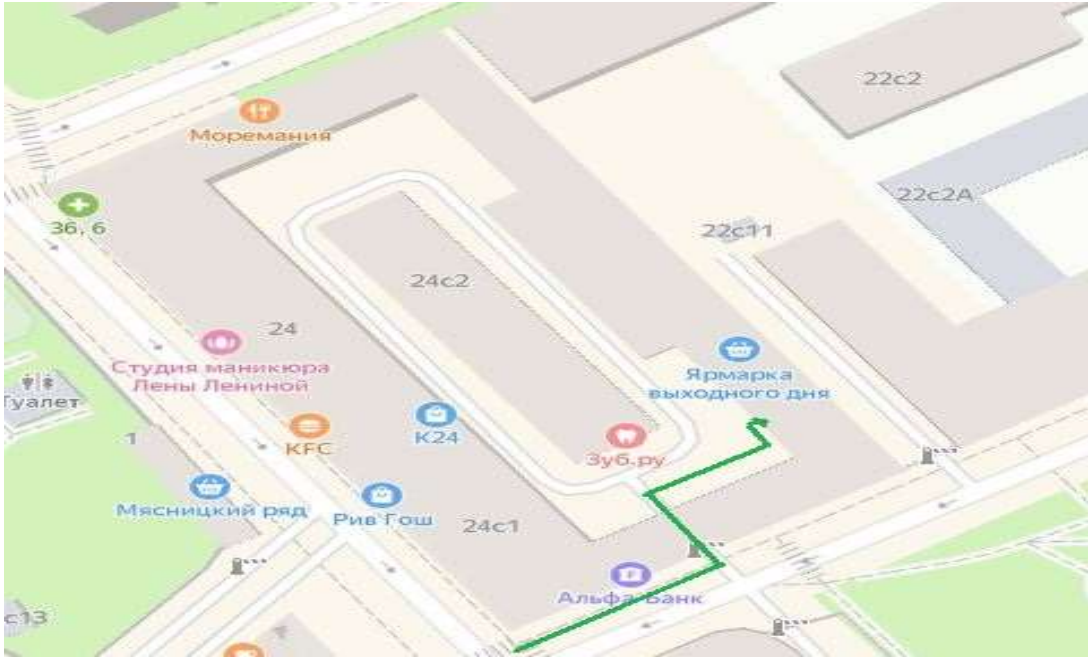 22с2
Моремания
22с2А
36, 6
22с11
24с2
24
Студия маникюра
Лены Лениной
Ярмарка
выходного дня
Туалет
К24
1
KFC
Зуб.ру
Мясницкий ряд
Рив Гош
24с1
Альфа-Банк
с13